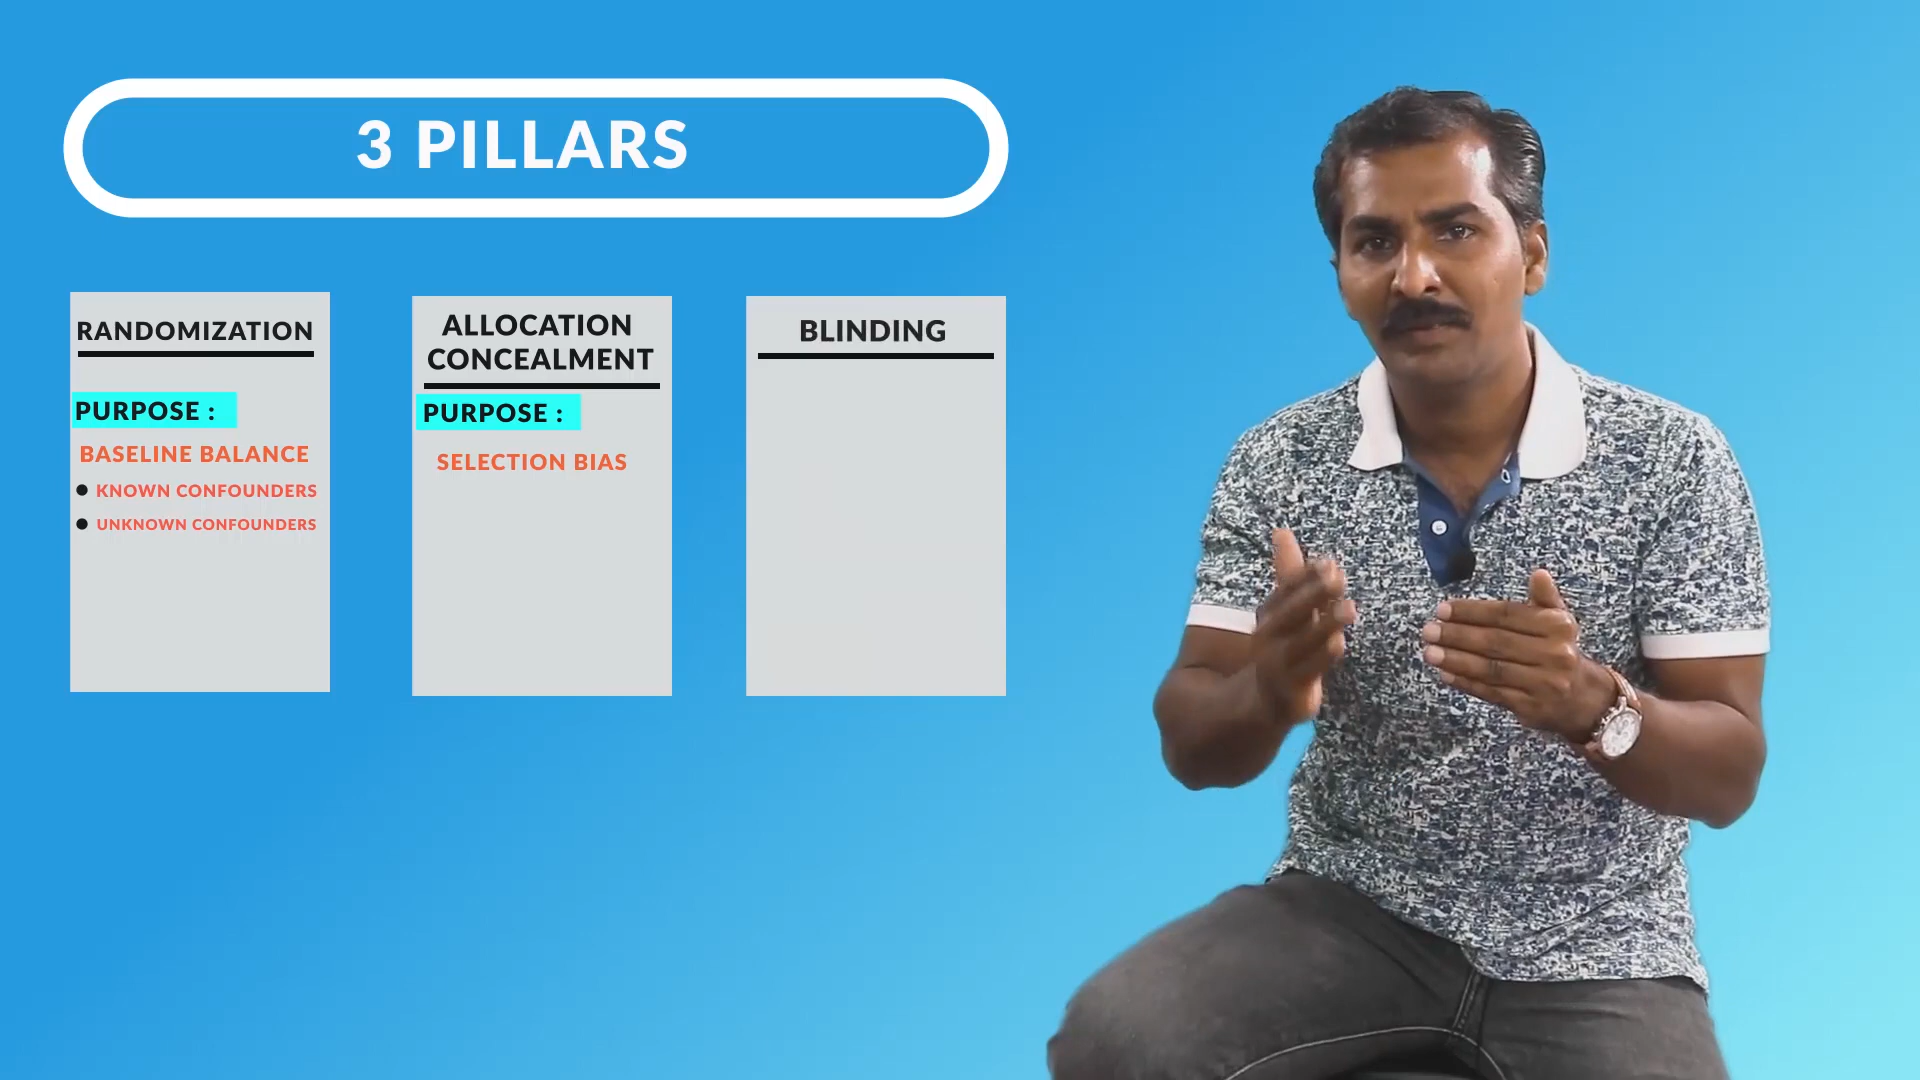 3 PILLARS
RANDOMIZATION
PURPOSE :
BASELINE BALANCE
● KNOWN CONFOUNDERS
● UNKNOWN CONFOUNDERS
ALLOCATION
CONCEALMENT
PURPOSE :
SELECTION BIAS
BLINDING